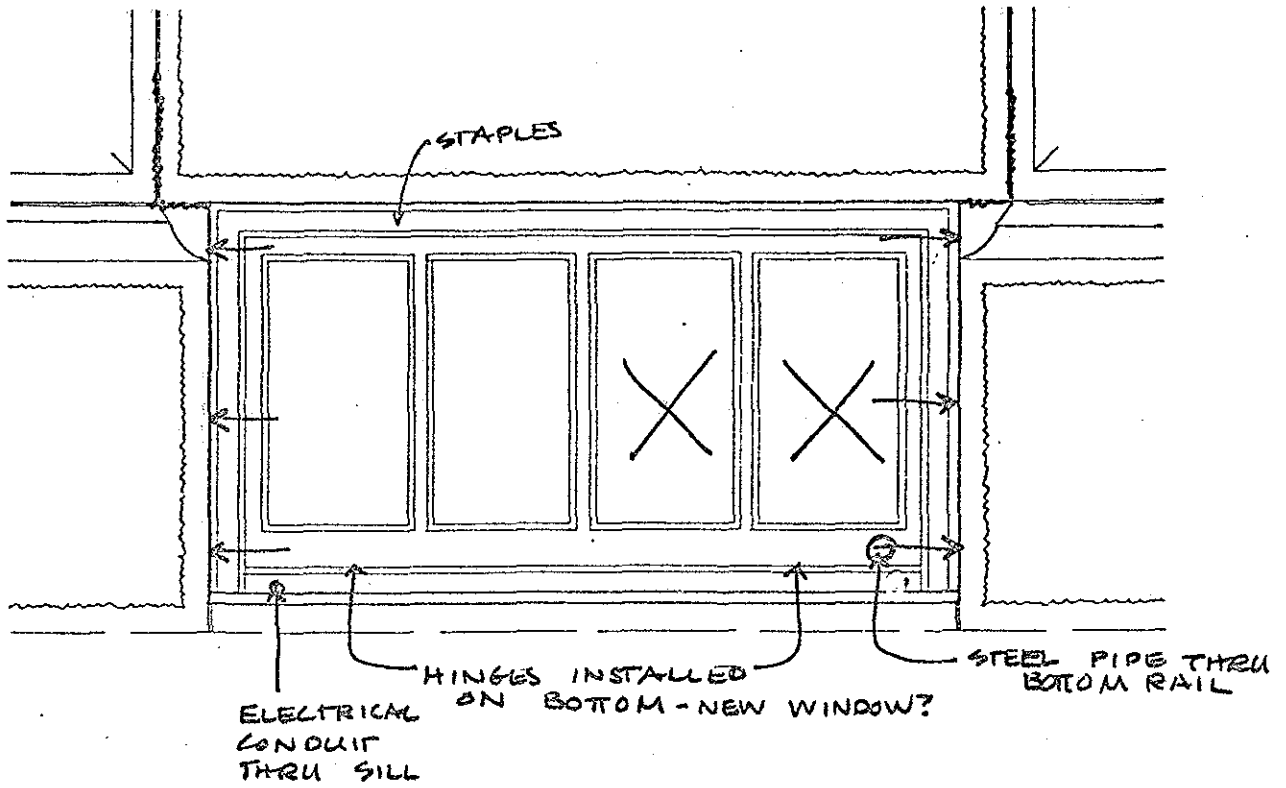 STAPLES
HINGES INSTALLED
ON BOTTOM - NEW WINDOW?
STEEL PIPE THRU
BOTTOM RAIL
ELECTRICAL
CONDUIT
THRU SILL